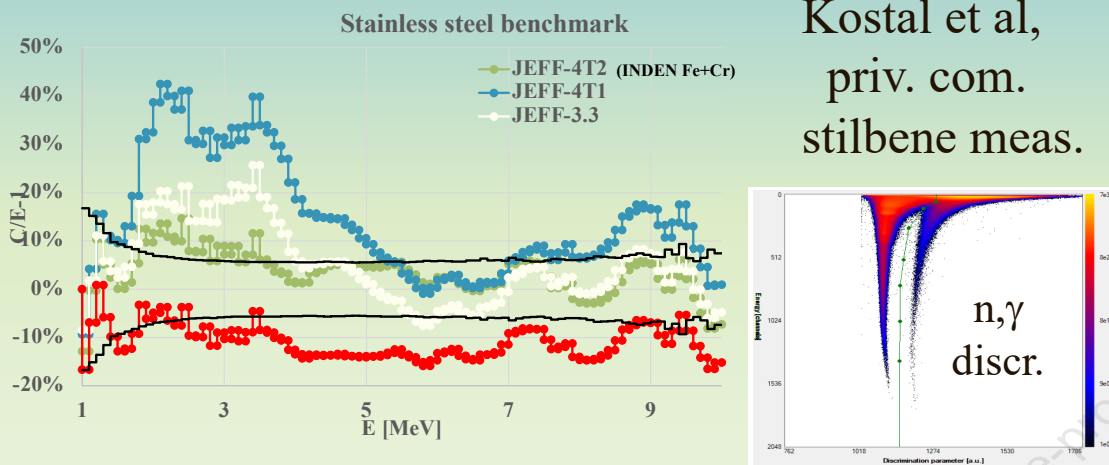 Stainless steel benchmark
50%
40%
30%
20%
10%
0%
-10%
-20%
C/E-1
JEFF-4T2 (INDEN Fe+Cr)
JEFF-4T1
JEFF-3.3
1
3
5
7
9
E [MeV]
Kostal et al,
priv. com.
stilbene meas.
0
512
1024
1536
2048
Energy [channels]
762
1018
1274
1530
1786
Discrimination parameter [a.u.]
n,γ
discr.